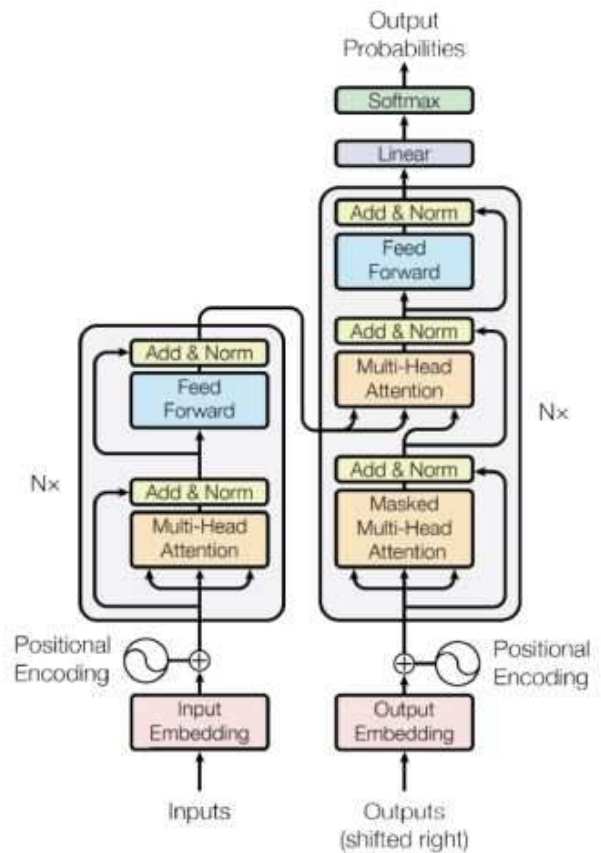 Output
Probabilities
Softmax
Linear
Add & Norm
Feed
Forward
Add & Norm
Multi-Head
Attention
Add & Norm
Masked
Multi-Head
Attention
N×
Add & Norm
Feed
Forward
Add & Norm
Multi-Head
Attention
N×
Positional
Encoding
Positional
Encoding
Input
Embedding
Output
Embedding
Inputs
Outputs
(shifted right)